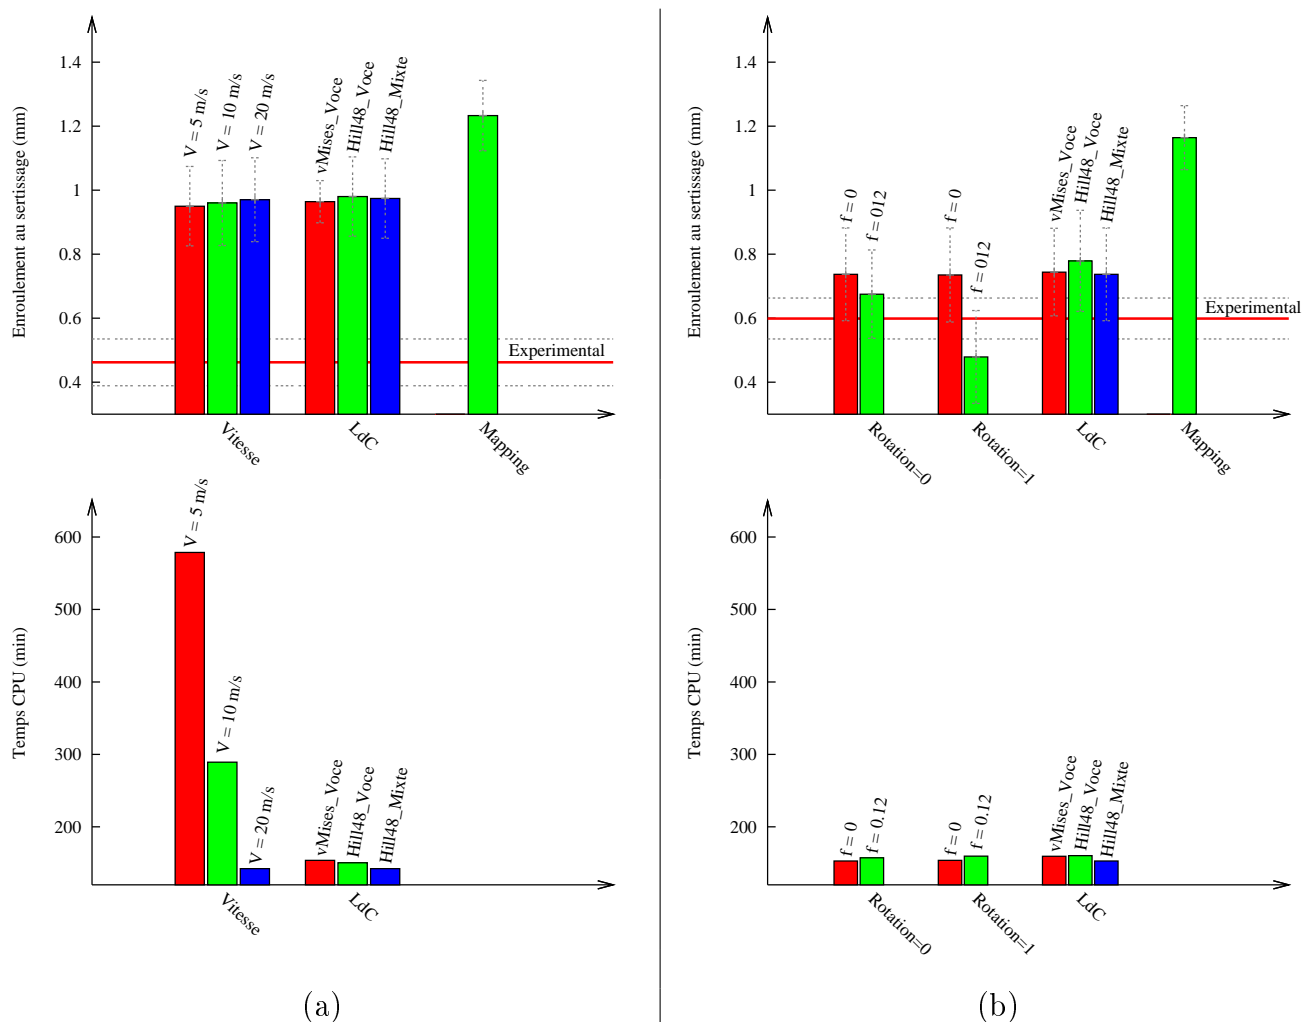 Enroulement au sertissage (mm)
1.4
1.2
1
0.8
0.6
0.4
V = 5 m/s
V = 10 m/s
V = 20 m/s
vMises_Voce
Hill48_Voce
Hill48_Mixte
Experimental
Vitesse
LdC
Mapping
Temps CPU (min)
600
500
400
300
200
V = 5 m/s
V = 10 m/s
V = 20 m/s
vMises_Voce
Hill48_Voce
Hill48_Mixte
Vitesse
LdC
(a)
Enroulement au sertissage (mm)
1.4
1.2
1
0.8
0.6
0.4
f = 0
f = 012
f = 0
f = 012
vMises_Voce
Hill48_Voce
Hill48_Mixte
Experimental
Rotation=0
Rotation=1
LdC
Mapping
Temps CPU (min)
600
500
400
300
200
f = 0
f = 0.12
f = 0
f = 0.12
vMises_Voce
Hill48_Voce
Hill48_Mixte
Rotation=0
Rotation=1
LdC
(b)